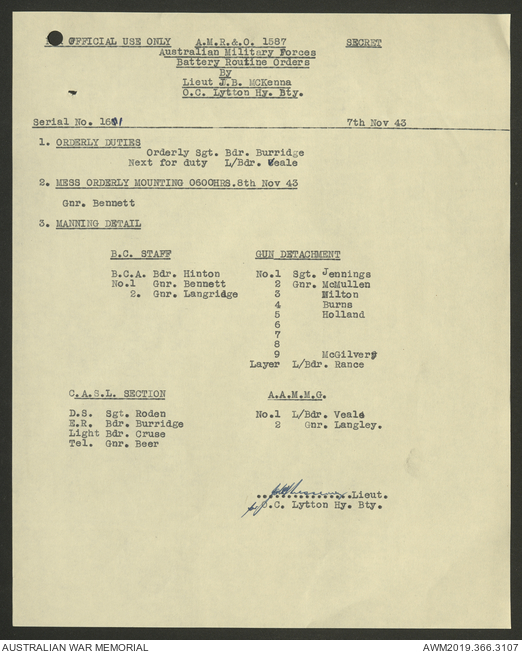 OFFICIAL USE ONLY A.M.R.&.O. 1587 SECRET
Australian Military Forces
Battery Routine Orders
By
Lieut J.B. McKenna
O.C. Lytton Hy. Bty.
Serial No. 161 7th Nov 43
1. ORDERLY DUTIES
Orderly Sgt. Bdr. Burridge
Next for duty L/Bdr. Veale
2. MESS ORDERLY MOUNTING 0600HRS.8th Nov 43
Gnr. Bennett
3. MANNING DETAIL
B.C. STAFF
B.C.A. Bdr. Hinton
No.1 Gnr. Bennett
2. Gnr. Langridge
GUN DETACHMENT
No.1 Sgt. Jennings
2 Gnr. McMullen
3 Milton
4 Burns
5 Holland
6
7
8
9 McGilvery
Layer L/Bdr. Rance
C.A.S.L. SECTION
D.S. Sgt. Roden
E.R. Bdr. Burridge
Light Bdr. Cruse
Tel. Gnr. Beer
A.A.M.M.G.
No.1 L/Bdr. Veale
2 Gnr. Langley.
Lieut.
O.C. Lytton Hy. Bty.
AUSTRALIAN WAR MEMORIAL AWM2019.366.3107